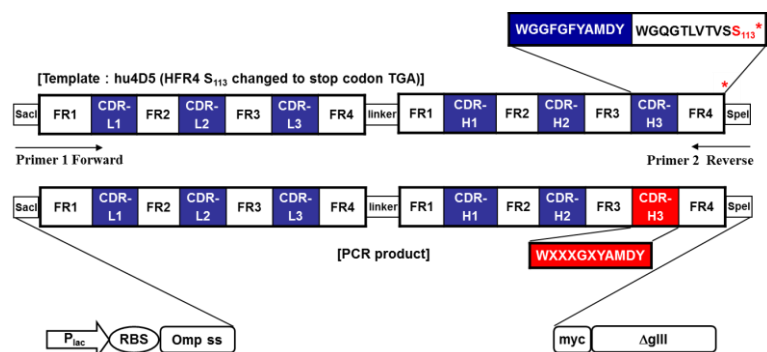 WGGFGFYAMDY WGQGTLVTVSS113*
[Template : hu4D5 (HFR4 S113 changed to stop codon TGA)]
*
SacI FR1 CDR-L1 FR2 CDR-L2 FR3 CDR-L3 FR4 linker FR1 CDR-H1 FR2 CDR-H2 FR3 CDR-H3 FR4 SpeI
Primer 1 Forward Primer 2 Reverse
SacI FR1 CDR-L1 FR2 CDR-L2 FR3 CDR-L3 FR4 linker FR1 CDR-H1 FR2 CDR-H2 FR3 CDR-H3 FR4 SpeI
[PCR product] WXXXGXYAMDY
Plac RBS Omp ss myc ΔgIII